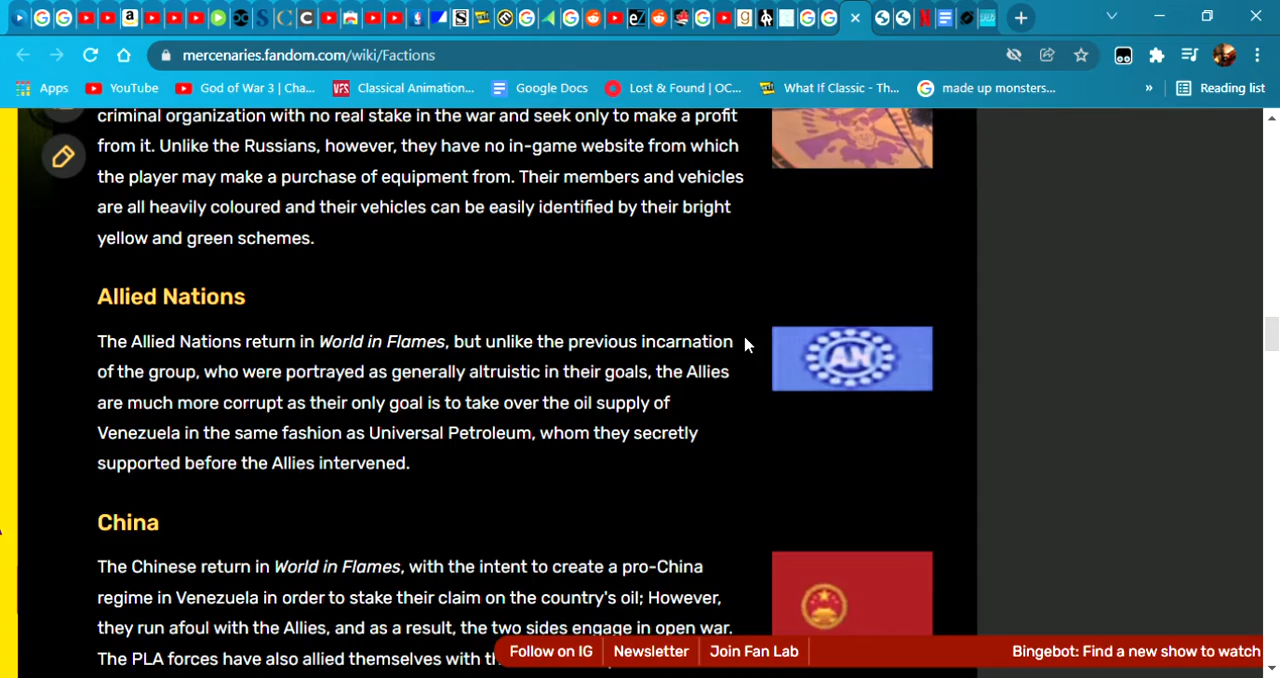 mercenaries.fandom.com/wiki/Factions
Apps
YouTube
God of War 3 | Cha...
Classical Animation...
Google Docs
Lost & Found | OC...
What If Classic - Th...
made up monsters...
»
Reading list
criminal organization with no real stake in the war and seek only to make a profit
from it. Unlike the Russians, however, they have no in-game website from which
the player may make a purchase of equipment from. Their members and vehicles
are all heavily coloured and their vehicles can be easily identified by their bright
yellow and green schemes.
Allied Nations
The Allied Nations return in World in Flames, but unlike the previous incarnation
of the group, who were portrayed as generally altruistic in their goals, the Allies
are much more corrupt as their only goal is to take over the oil supply of
Venezuela in the same fashion as Universal Petroleum, whom they secretly
supported before the Allies intervened.
AN
China
The Chinese return in World in Flames, with the intent to create a pro-China
regime in Venezuela in order to stake their claim on the country's oil; However,
they run afoul with the Allies, and as a result, the two sides engage in open war.
The PLA forces have also allied themselves with
Follow on IG
Newsletter
Join Fan Lab
Bingebot: Find a new show to watch